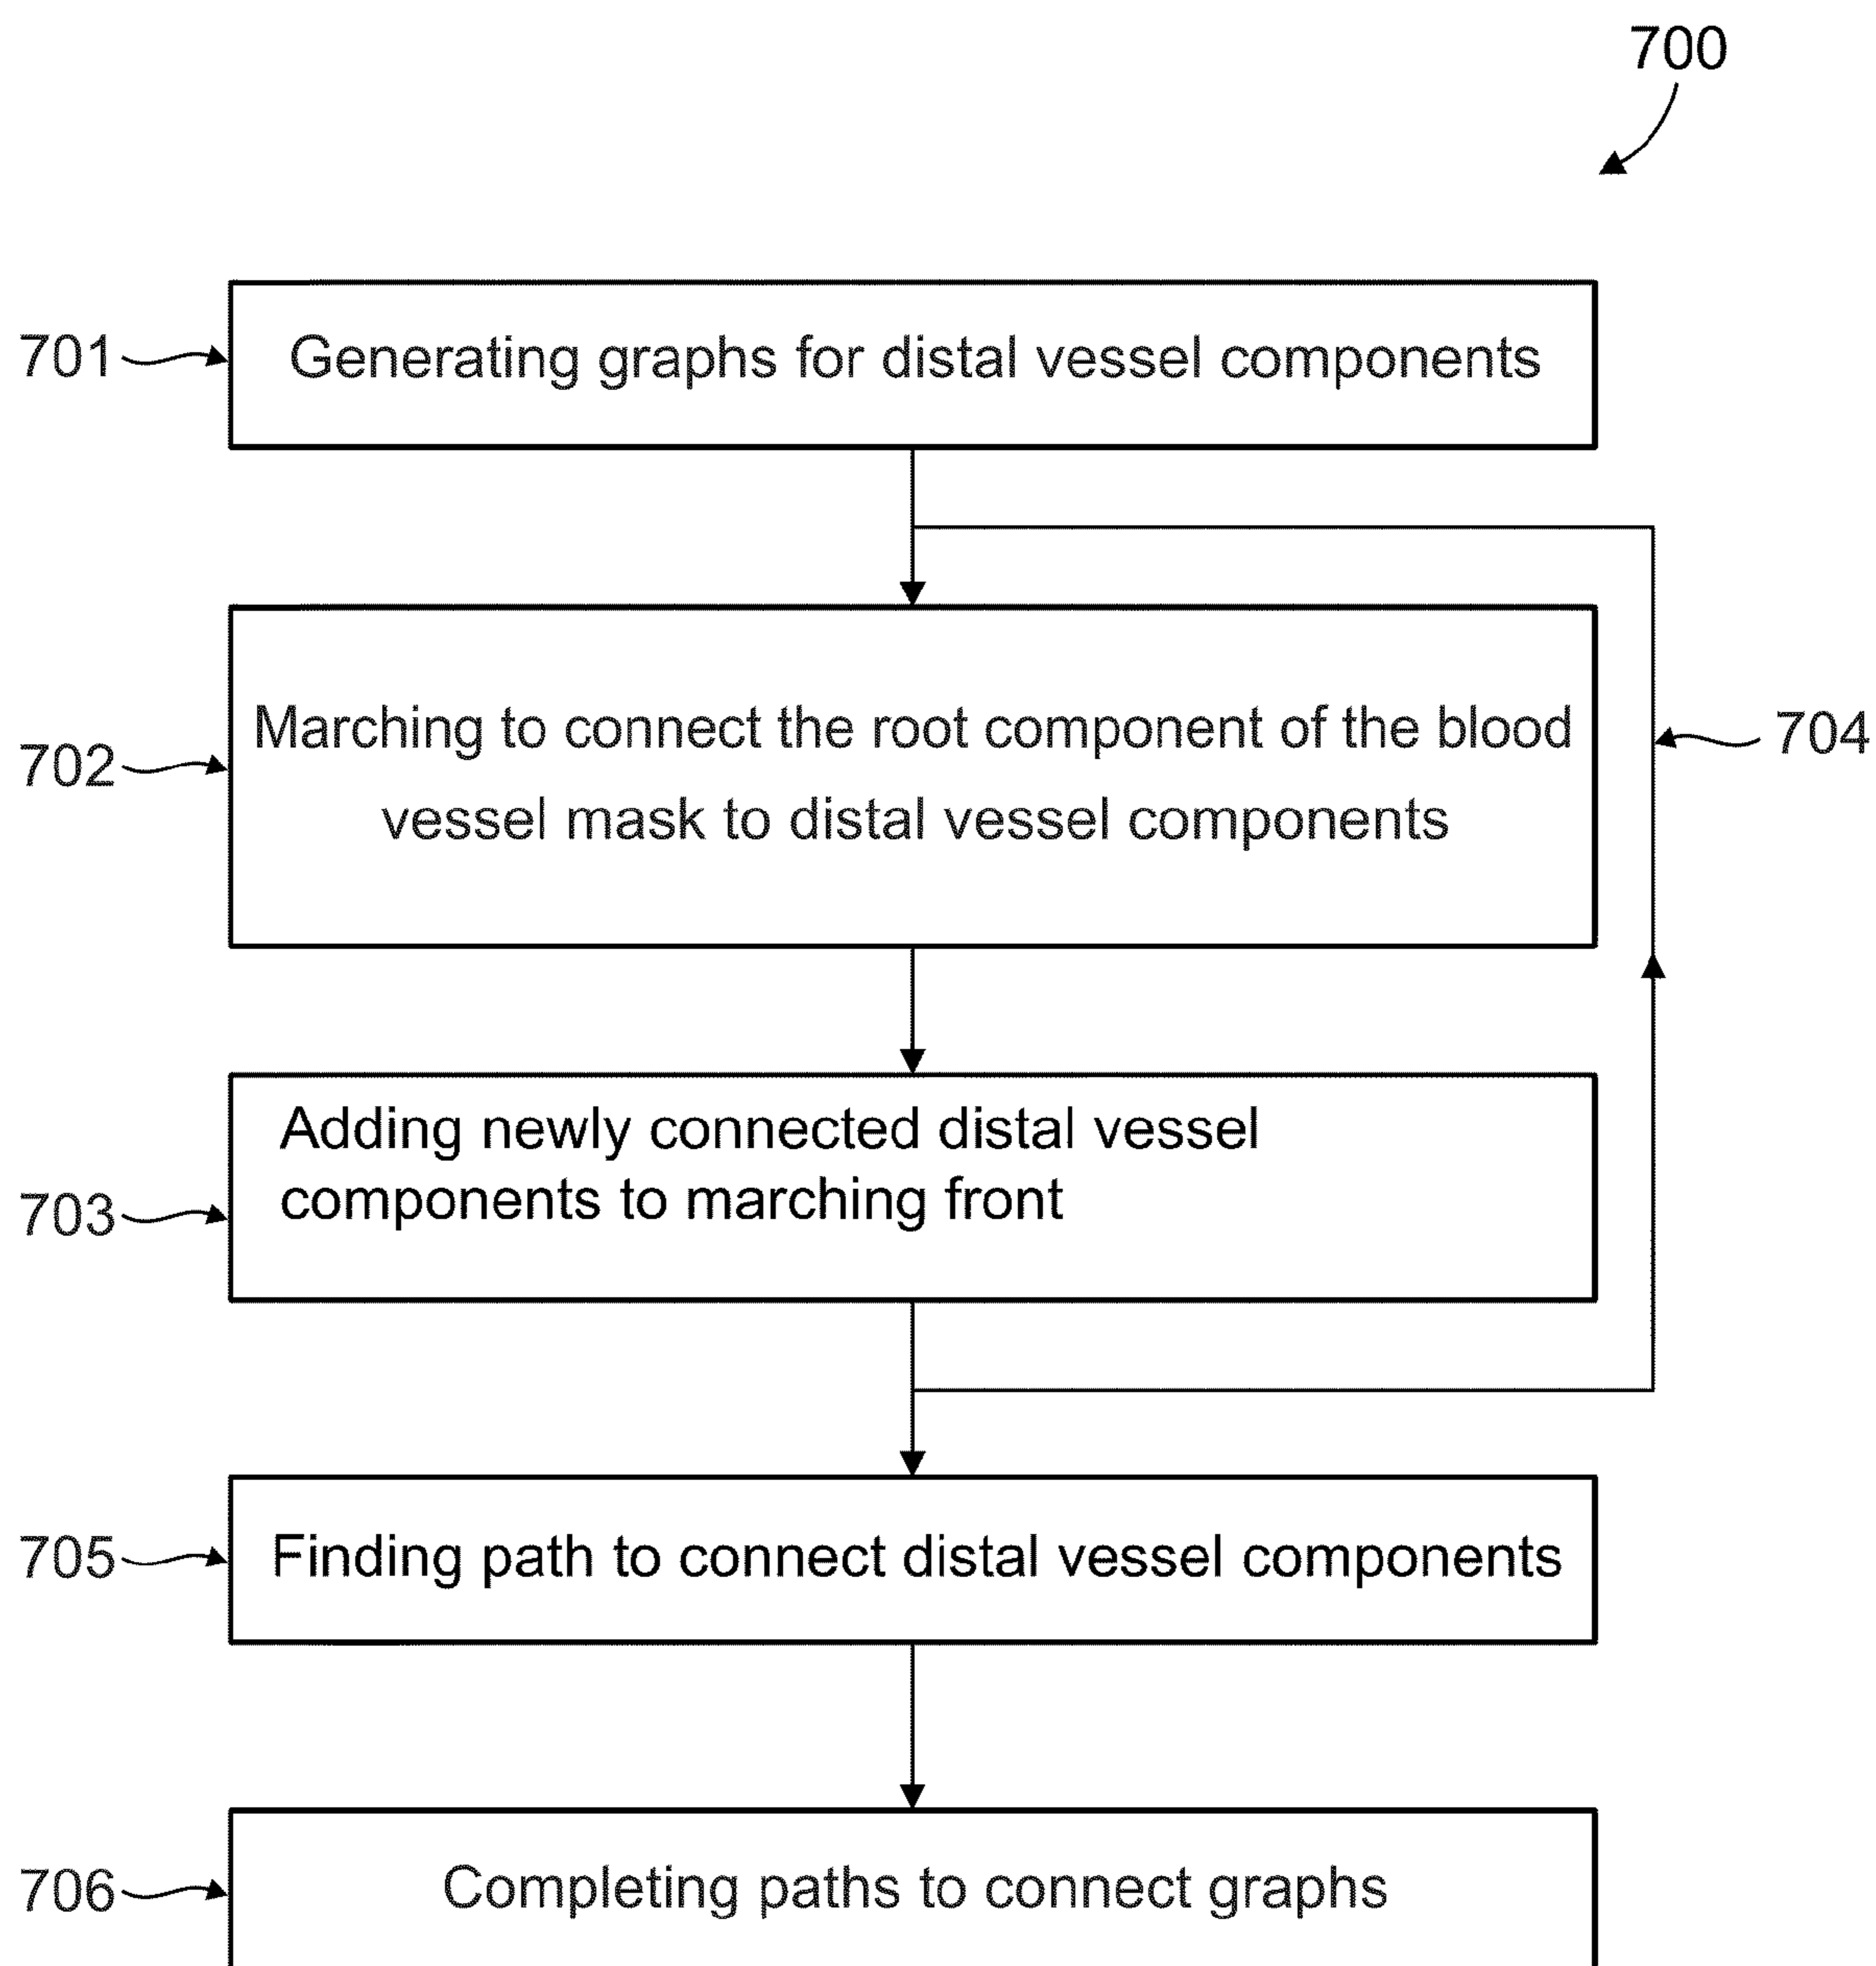 700
701
Generating graphs for distal vessel components
702
Marching to connect the root component of the blood
vessel mask to distal vessel components
704
703
Adding newly connected distal vessel
components to marching front
705
Finding path to connect distal vessel components
706
Completing paths to connect graphs